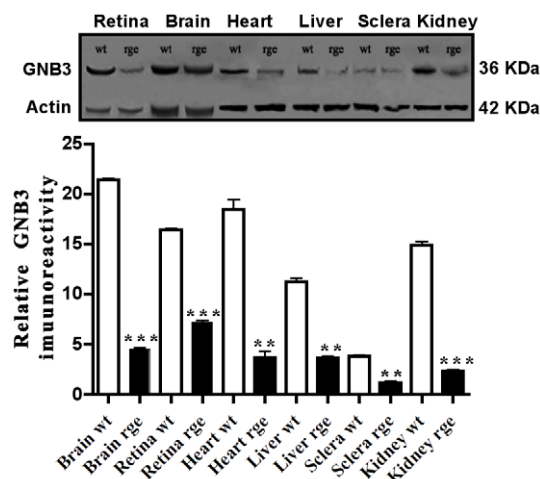 Retina Brain Heart Liver Sclera Kidney
wt rge wt rge wt rge wt rge wt rge wt rge
GNB3 36 KDa
Actin 42 KDa
Relative GNB3
imuunoreactivity
25
20
15
10
5
0
***
***
**
**
**
***
Brain wt
Brain rge
Retina wt
Retina rge
Heart wt
Heart rge
Liver wt
Liver rge
Sclera wt
Sclera rge
Kidney wt
Kidney rge